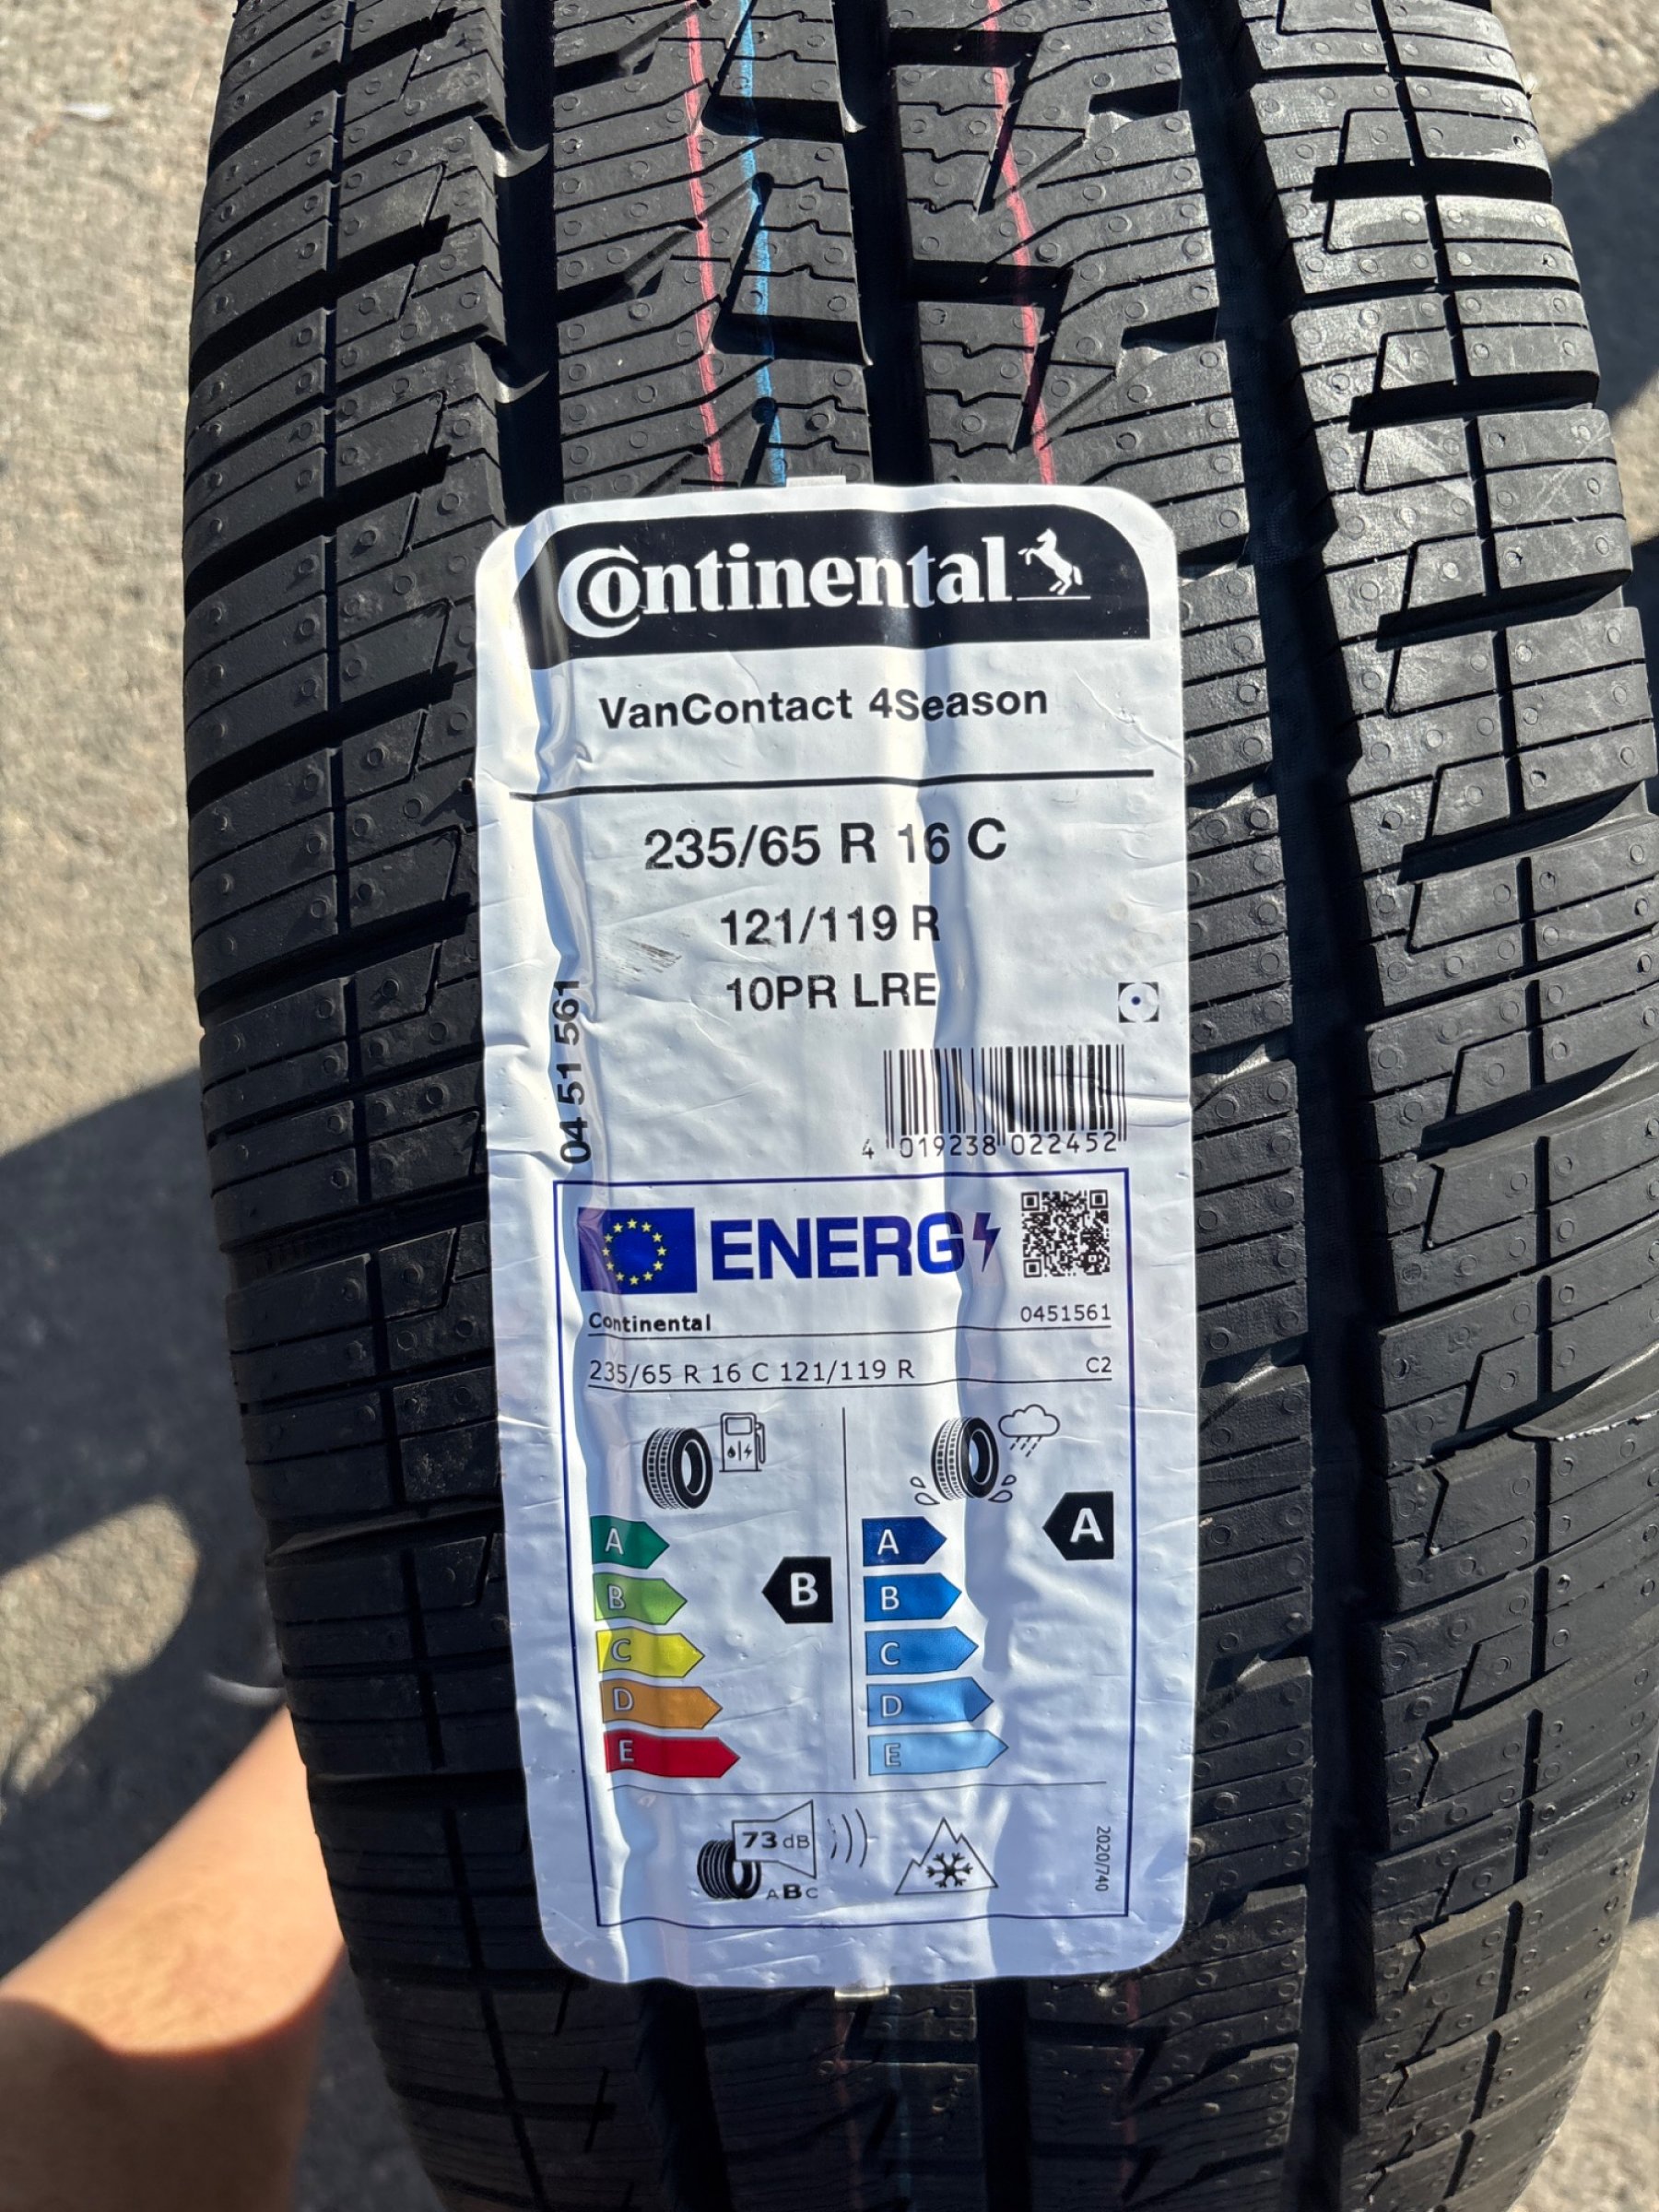 Continental
VanContact 4Season
235/65 R 16 C
121/119 R
10PR LRE
04 51 561
4 019238 022452
ENERG
Continental
0451561
235/65 R 16 C 121/119 R
C2
A
B
C
D
E
B
A
B
C
D
E
A
73 dB
ABC
2020/740